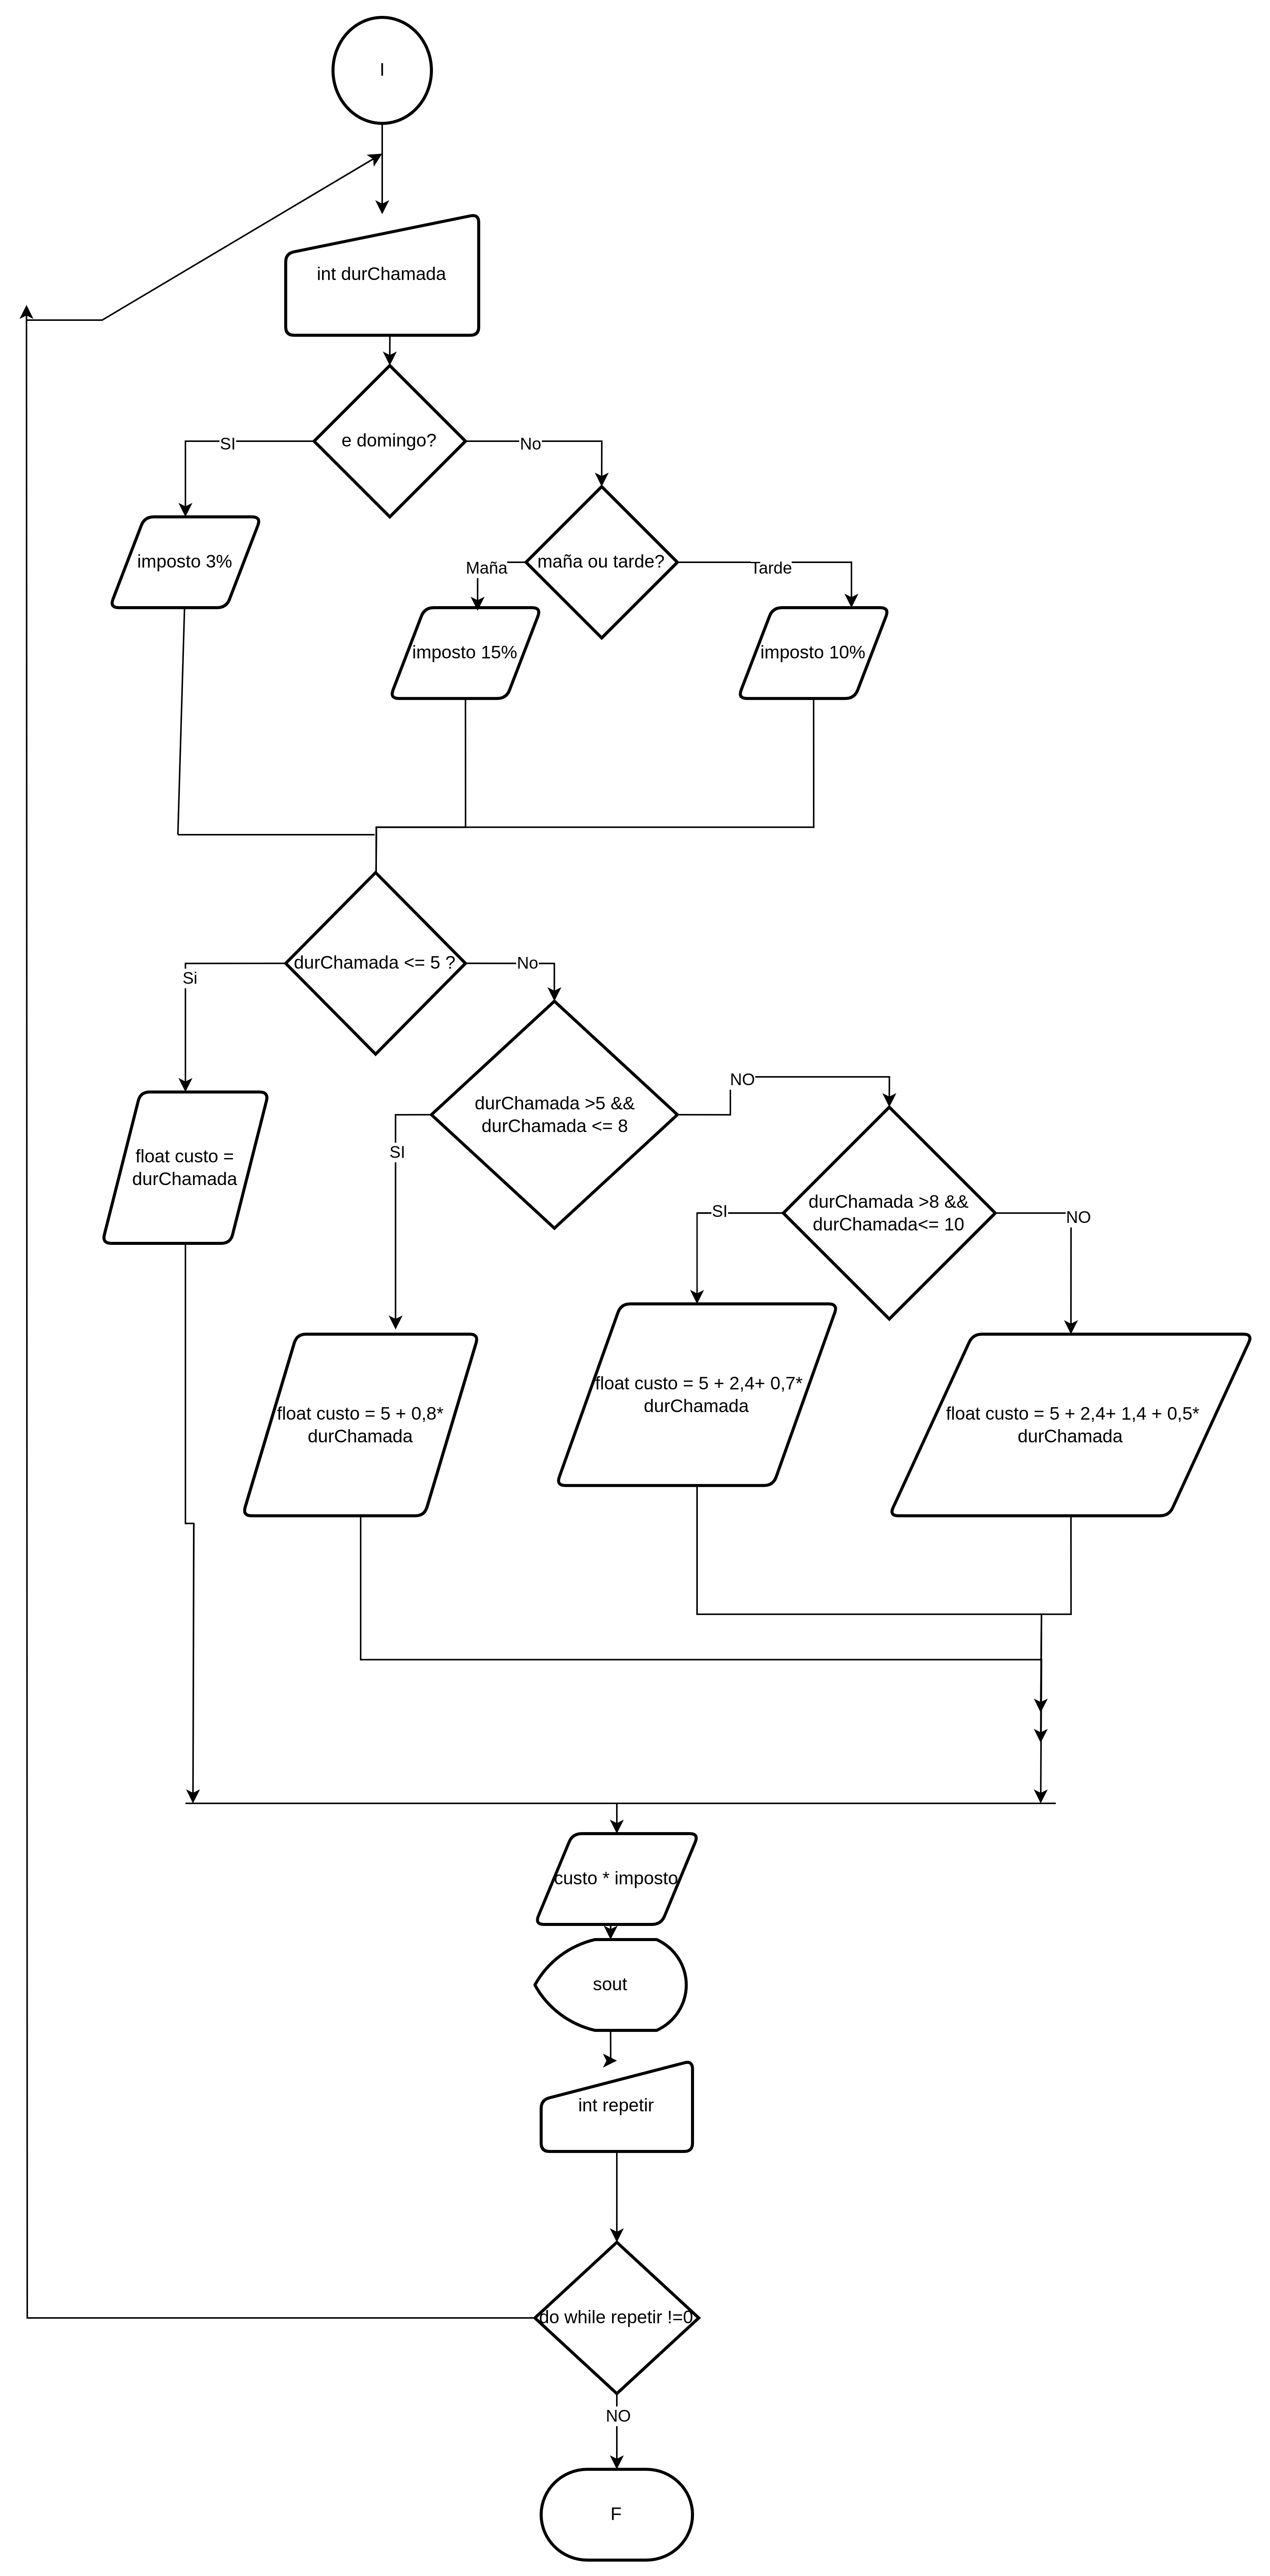 I
int durChamada
e domingo?
SI
No
maña ou tarde?
Maña
Tarde
imposto 3%
imposto 15%
imposto 10%
durChamada <= 5 ?
Si
No
durChamada >5 &&
durChamada <= 8
NO
SI
float custo =
durChamada
durChamada >8 &&
durChamada<= 10
SI
NO
float custo = 5 + 0,8*
durChamada
float custo = 5 + 2,4+ 0,7*
durChamada
float custo = 5 + 2,4+ 1,4 + 0,5*
durChamada
custo * imposto
sout
int repetir
do while repetir !=0
NO
F